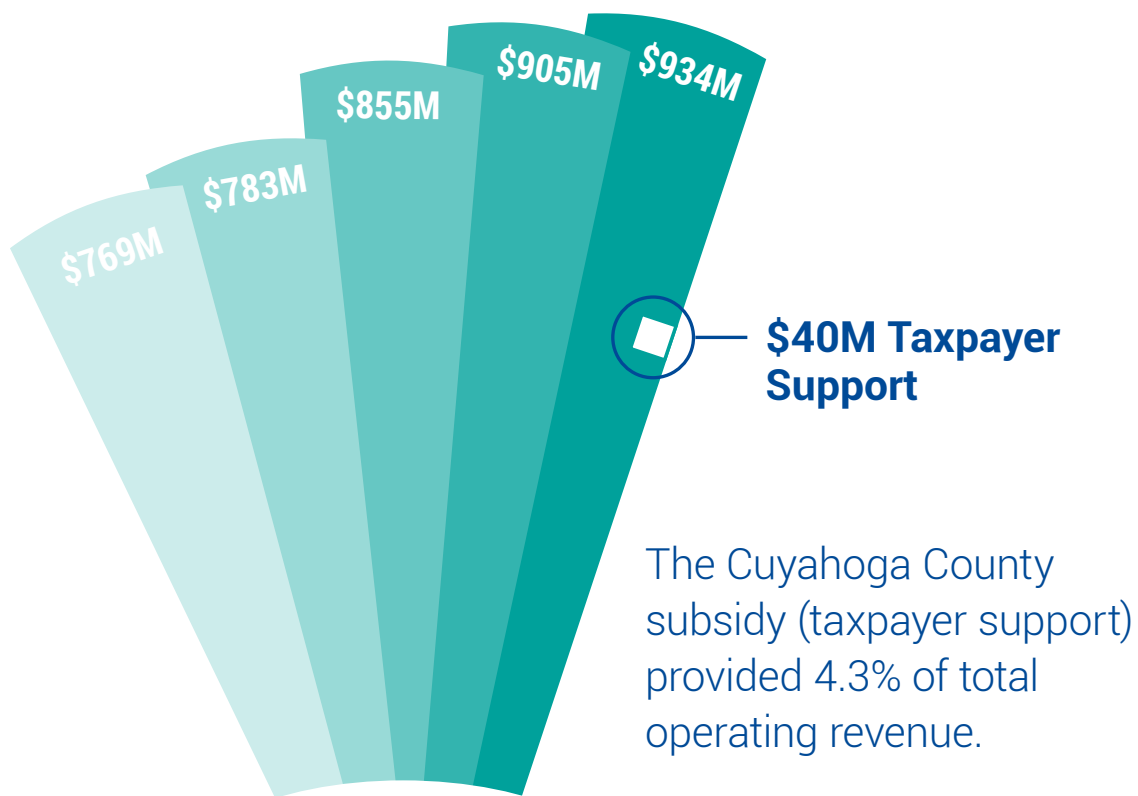 $769M
$783M
$855M
$905M
$934M
$40M Taxpayer
Support
The Cuyahoga County
subsidy (taxpayer support)
provided 4.3% of total
operating revenue.